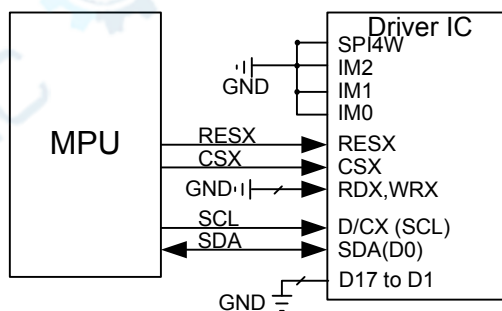 Driver IC
SPI4W
IM2
GND
IM1
IM0
MPU
RESX
RESX
CSX
CSX
GND
RDX,WRX
SCL
D/CX (SCL)
SDA
SDA(D0)
D17 to D1
GND